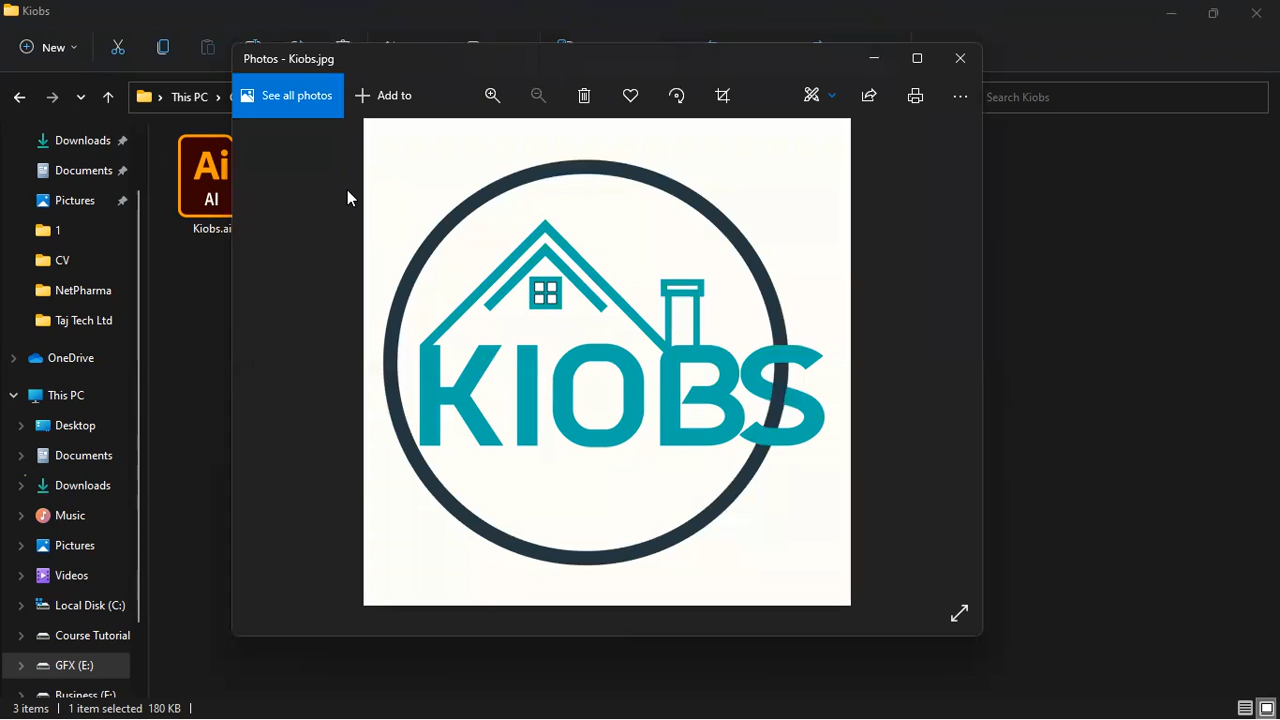 Kiobs
New
Photos - Kiobs.jpg
See all photos
Add to
This PC
Search Kiobs
Downloads
Documents
Pictures
1
CV
NetPharma
Taj Tech Ltd
OneDrive
This PC
Desktop
Documents
Downloads
Music
Pictures
Videos
Local Disk (C:)
Course Tutorial
GFX (E:)
Business (F:)
Ai
AI
Kiobs.ai
KIOBS
3 items
1 item selected 180 KB